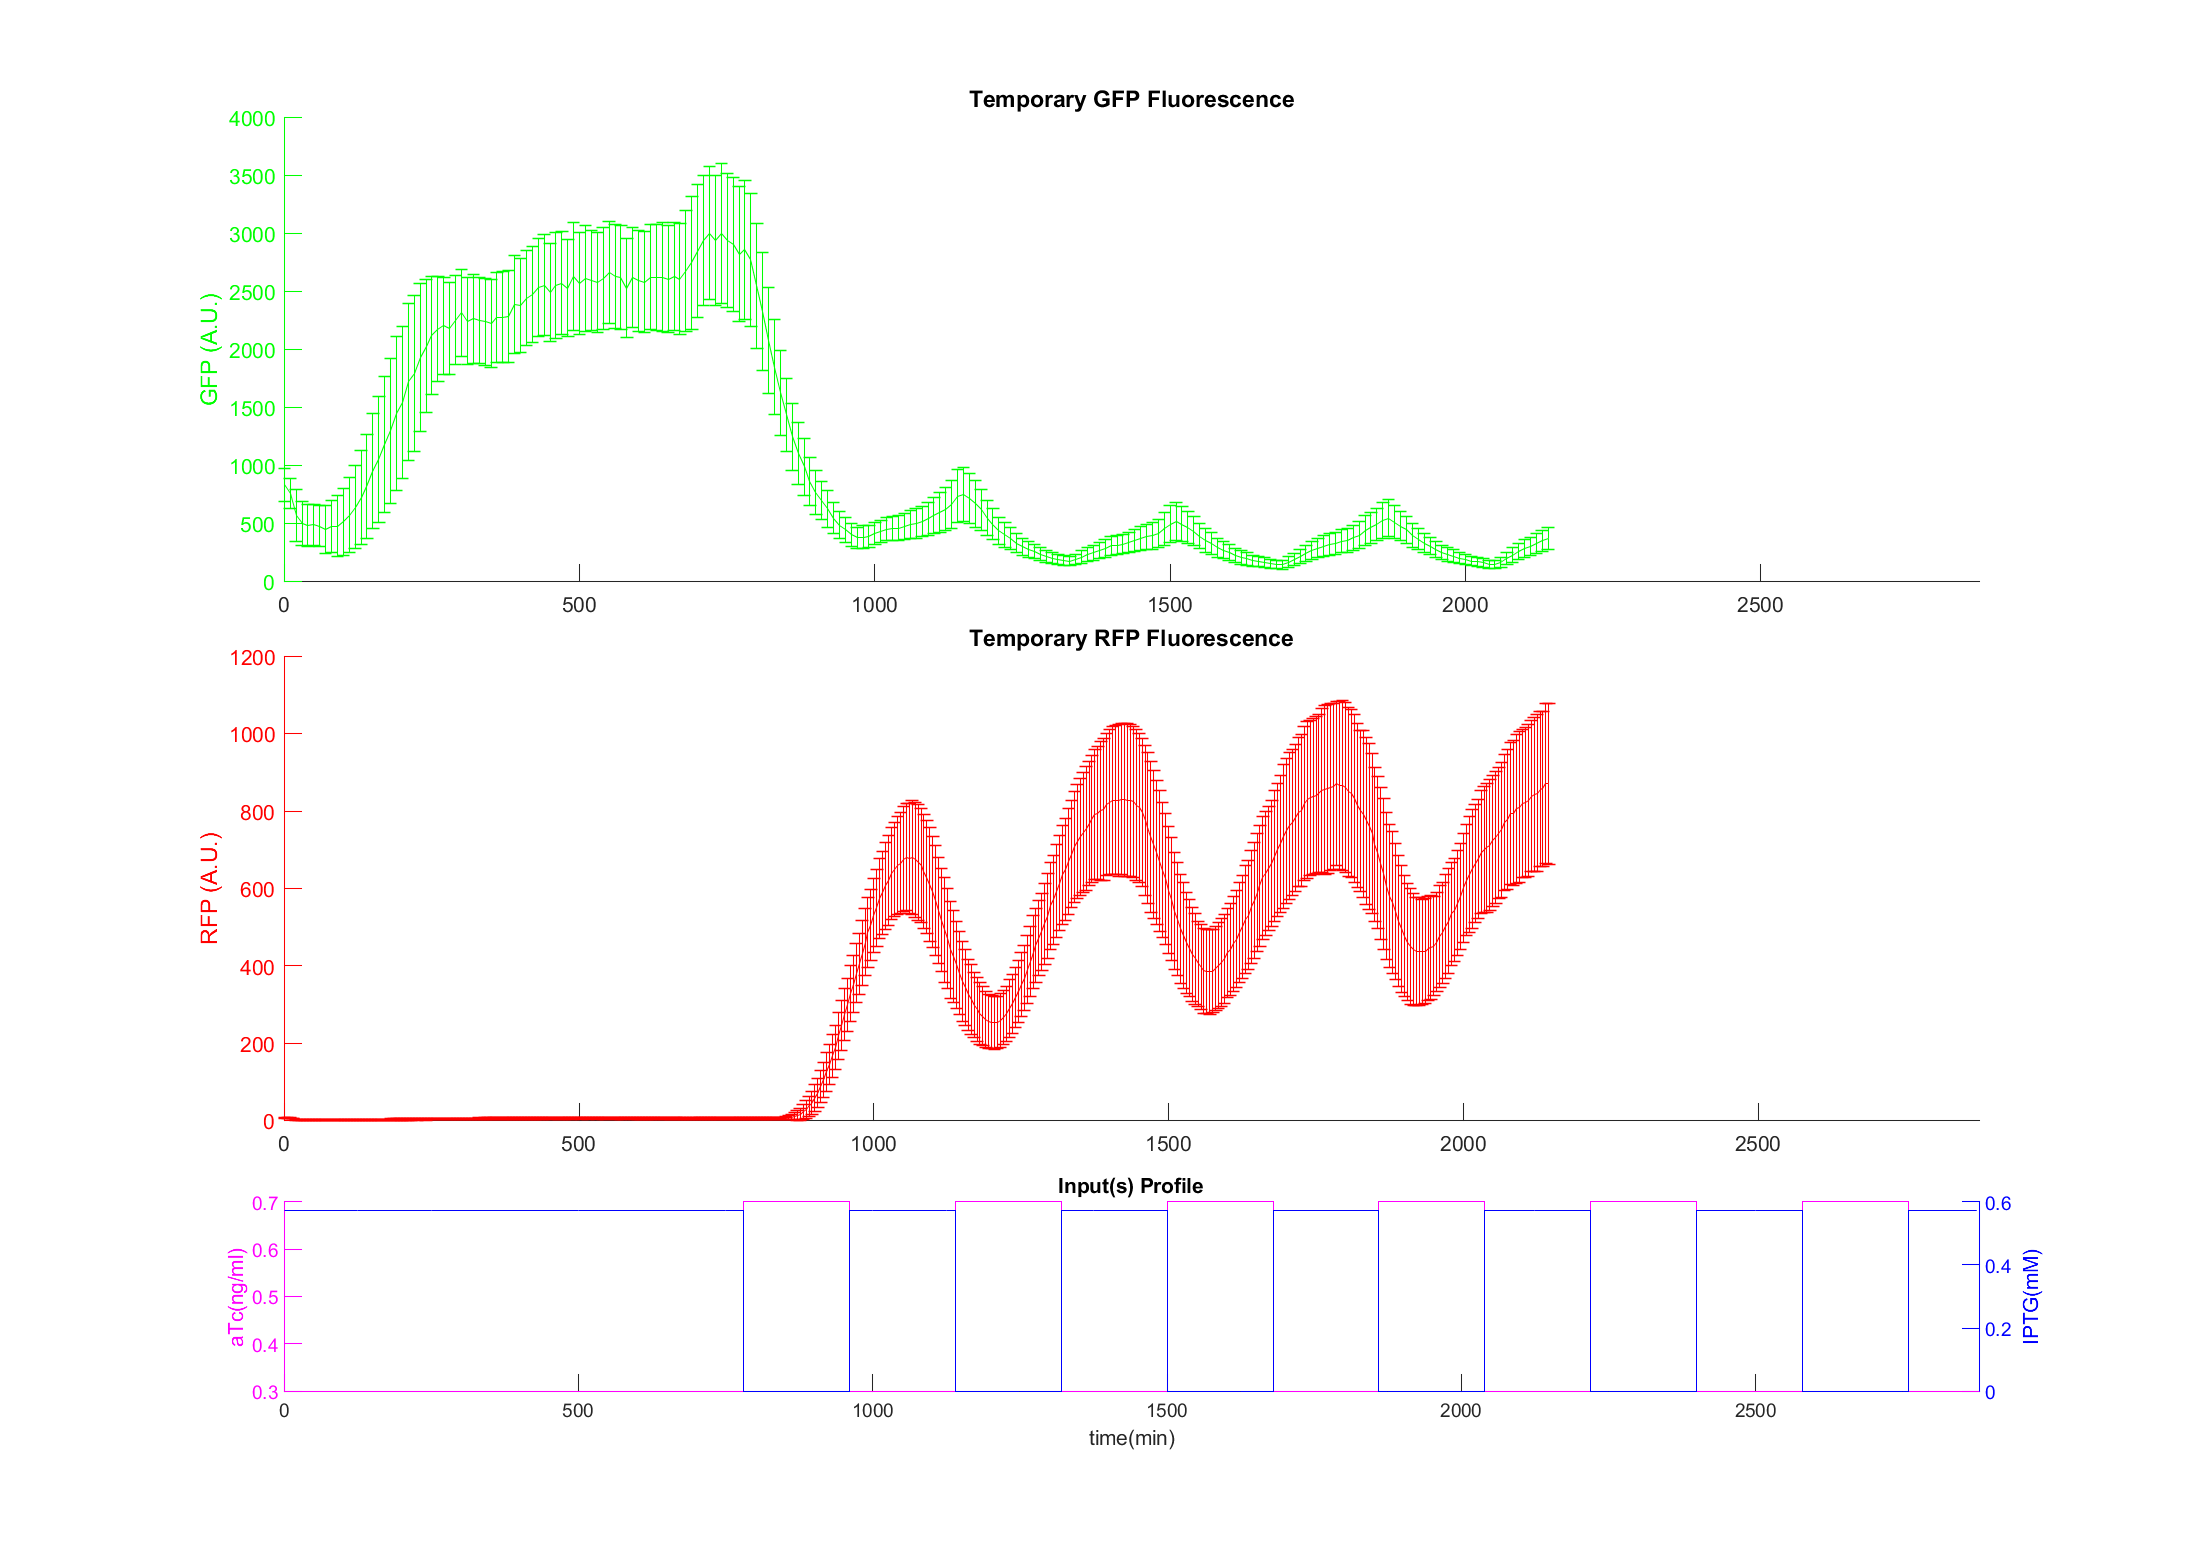 Temporary GFP Fluorescence
4000
3500
3000
2500
2000
1500
1000
500
0
GFP (A.U.)
0 500 1000 1500 2000 2500
Temporary RFP Fluorescence
1200
1000
800
600
400
200
0
RFP (A.U.)
0 500 1000 1500 2000 2500
Input(s) Profile
0.7
0.6
0.5
0.4
0.3
aTc(ng/ml)
0.6
0.4
0.2
0
IPTG(mM)
0 500 1000 1500 2000 2500
time(min)